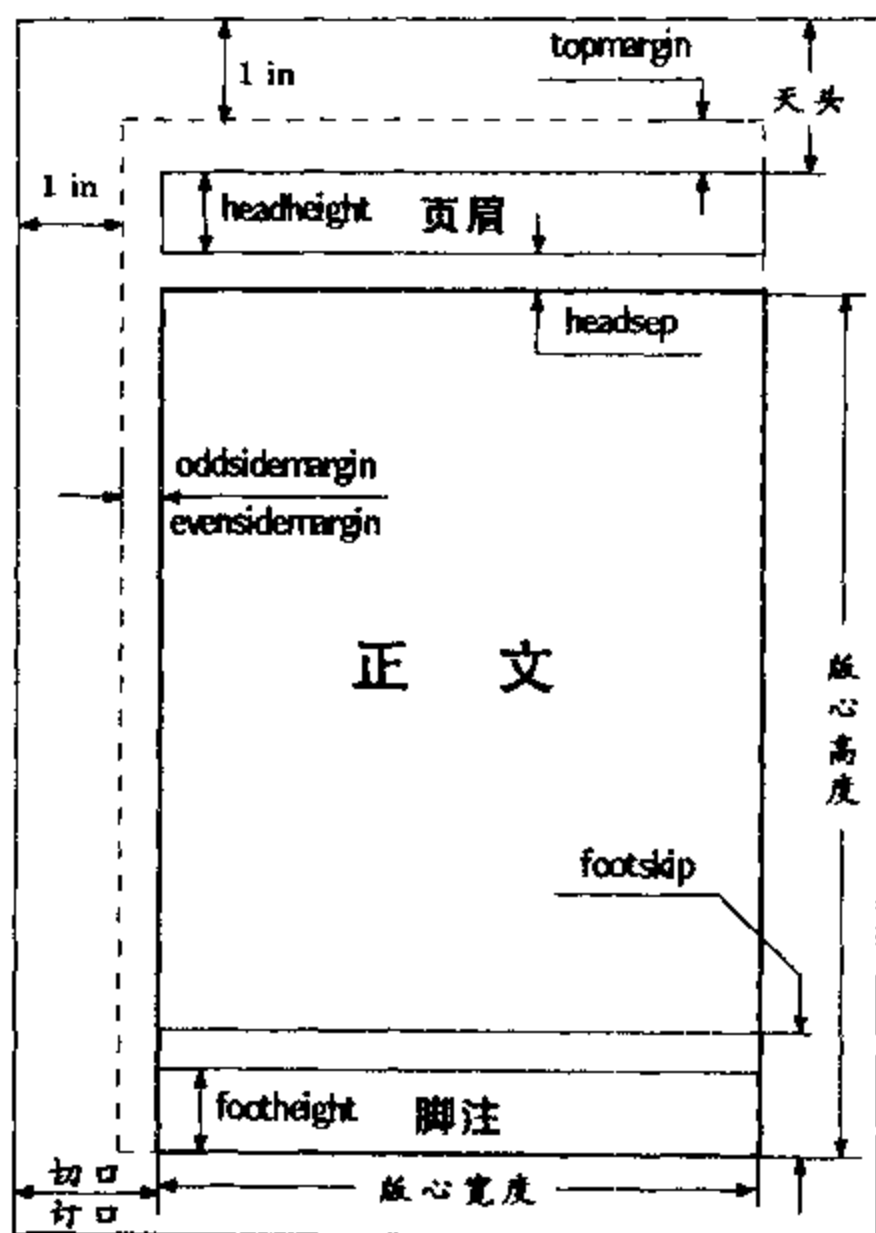 topmargin
1 in
天头
1 in
headheight 页眉
headsep
oddsidemargin
evensidemargin
正 文
版心高度
footskip
footheight 脚注
切口
版心宽度
订口